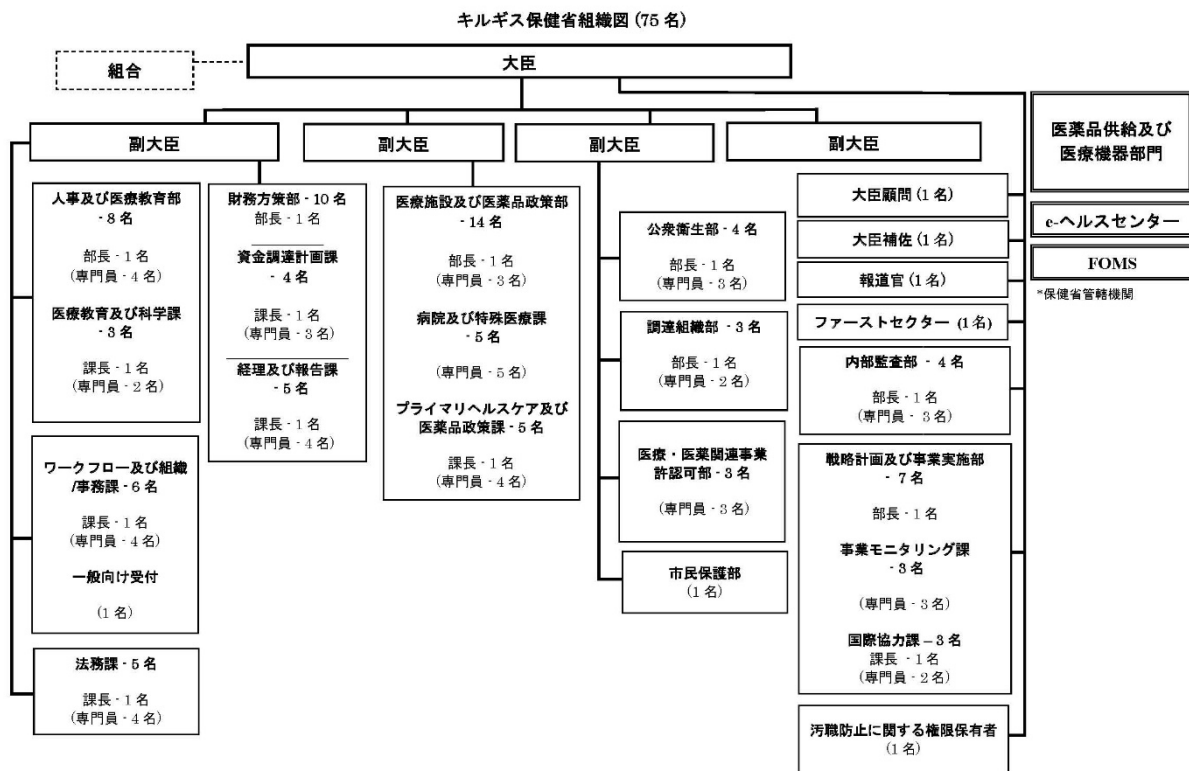 キルギス保健省組織図 (75 名)
組合
大臣
副大臣
副大臣
副大臣
副大臣
人事及び医療教育部
- 8 名
部長 - 1 名
(専門員 - 4 名)
医療教育及び科学課
- 3 名
課長 - 1 名
(専門員 - 2 名)
ワークフロー及び組織
/事務課 - 6 名
課長 - 1 名
(専門員 - 4 名)
一般向け受付
(1 名)
法務課 - 5 名
課長 - 1 名
(専門員 - 4 名)
財務方策部 - 10 名
部長 - 1 名
資金調達計画課
- 4 名
課長 - 1 名
(専門員 - 3 名)
経理及び報告課
- 5 名
課長 - 1 名
(専門員 - 4 名)
医療施設及び医薬品政策部
- 14 名
部長 - 1 名
(専門員 - 3 名)
病院及び特殊医療課
- 5 名
(専門員 - 5 名)
プライマリヘルスケア及び
医薬品政策課 - 5 名
課長 - 1 名
(専門員 - 4 名)
公衆衛生部 - 4 名
部長 - 1 名
(専門員 - 3 名)
調達組織部 - 3 名
部長 - 1 名
(専門員 - 2 名)
医療・医薬関連事業
許認可部 - 3 名
(専門員 - 3 名)
市民保護部
(1 名)
大臣顧問 (1 名)
大臣補佐 (1 名)
報道官 (1 名)
ファーストセクター (1 名)
内部監査部 - 4 名
部長 - 1 名
(専門員 - 3 名)
戦略計画及び事業実施部
- 7 名
部長 - 1 名
事業モニタリング課
- 3 名
(専門員 - 3 名)
国際協力課 – 3 名
課長 - 1 名
(専門員 - 2 名)
汚職防止に関する権限保有者
(1 名)
医薬品供給及び
医療機器部門
e-ヘルスセンター
FOMS
*保健省管轄機関